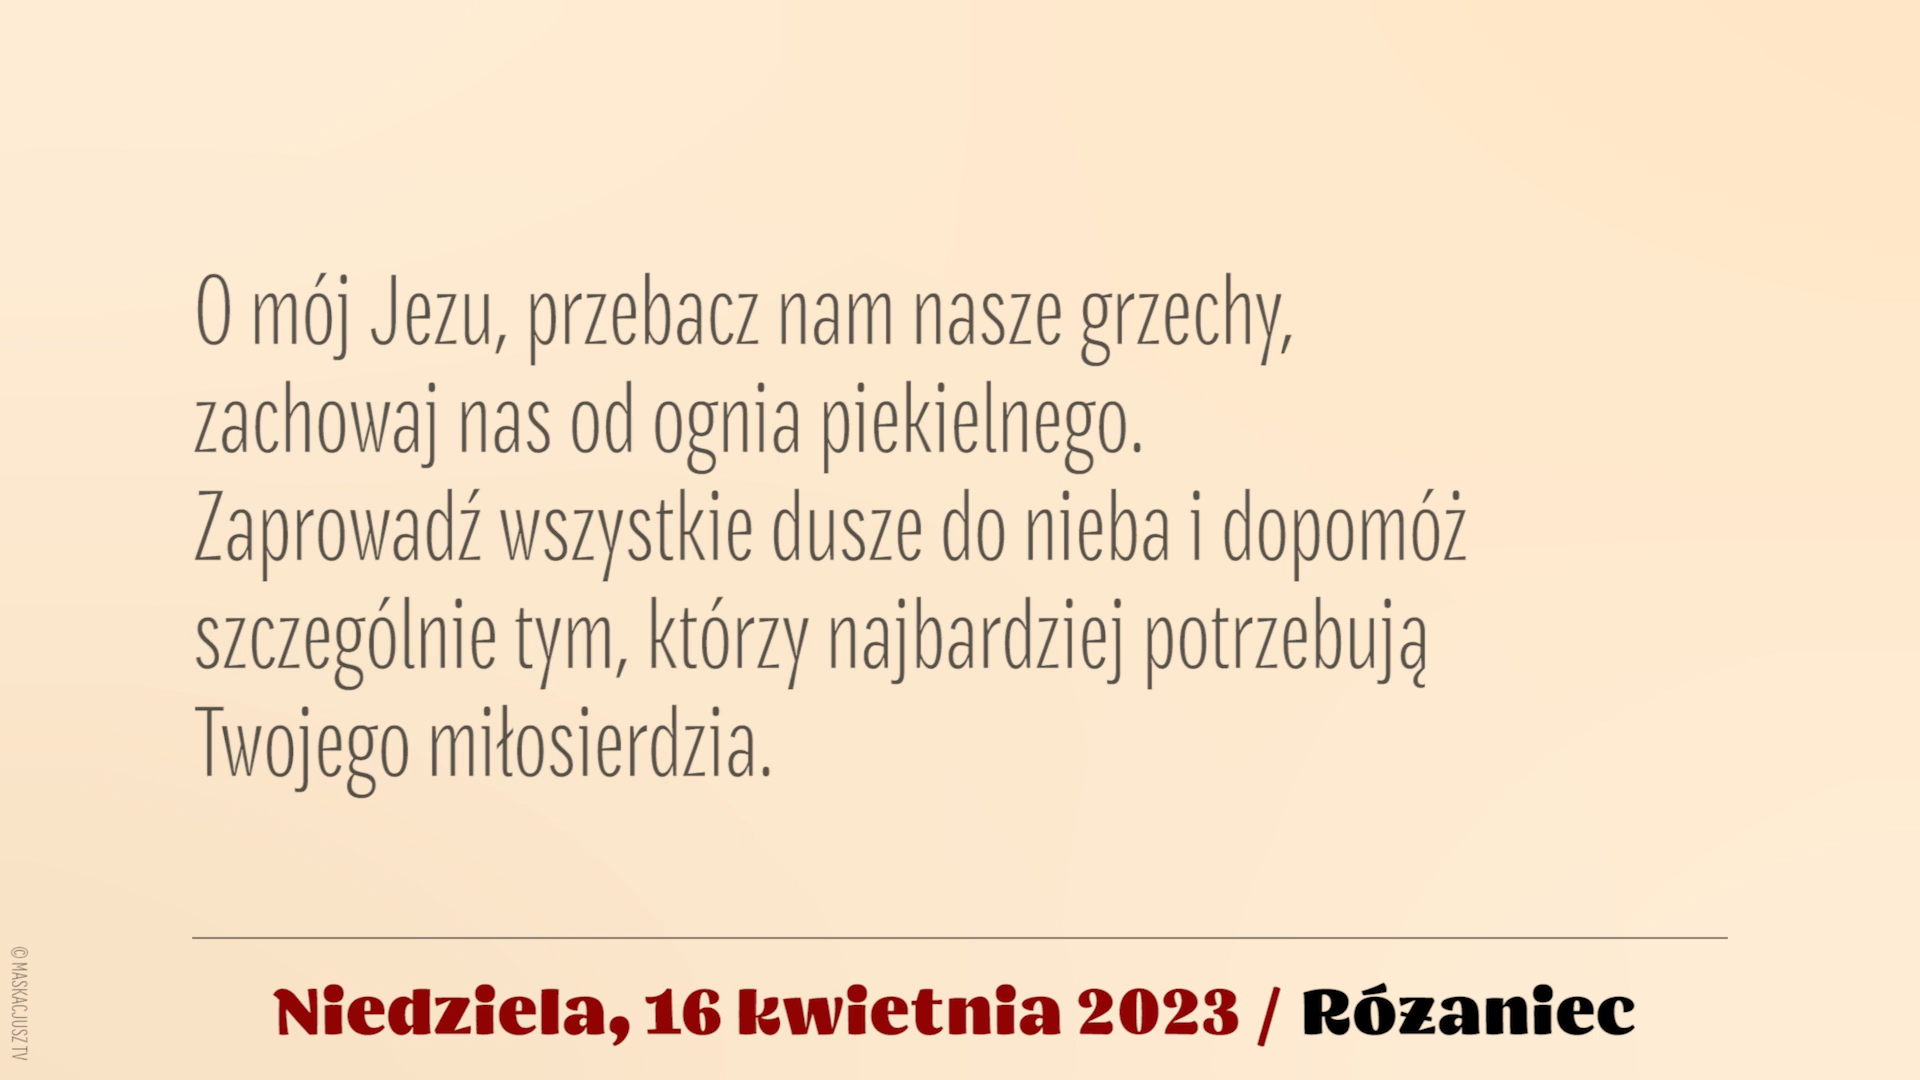 O mój Jezu, przebacz nam nasze grzechy,
zachowaj nas od ognia piekielnego.
Zaprowadź wszystkie dusze do nieba i dopomóż
szczególnie tym, którzy najbardziej potrzebują
Twojego miłosierdzia.
Niedziela, 16 kwietnia 2023 / Różaniec
© MASKACJUSZ TV